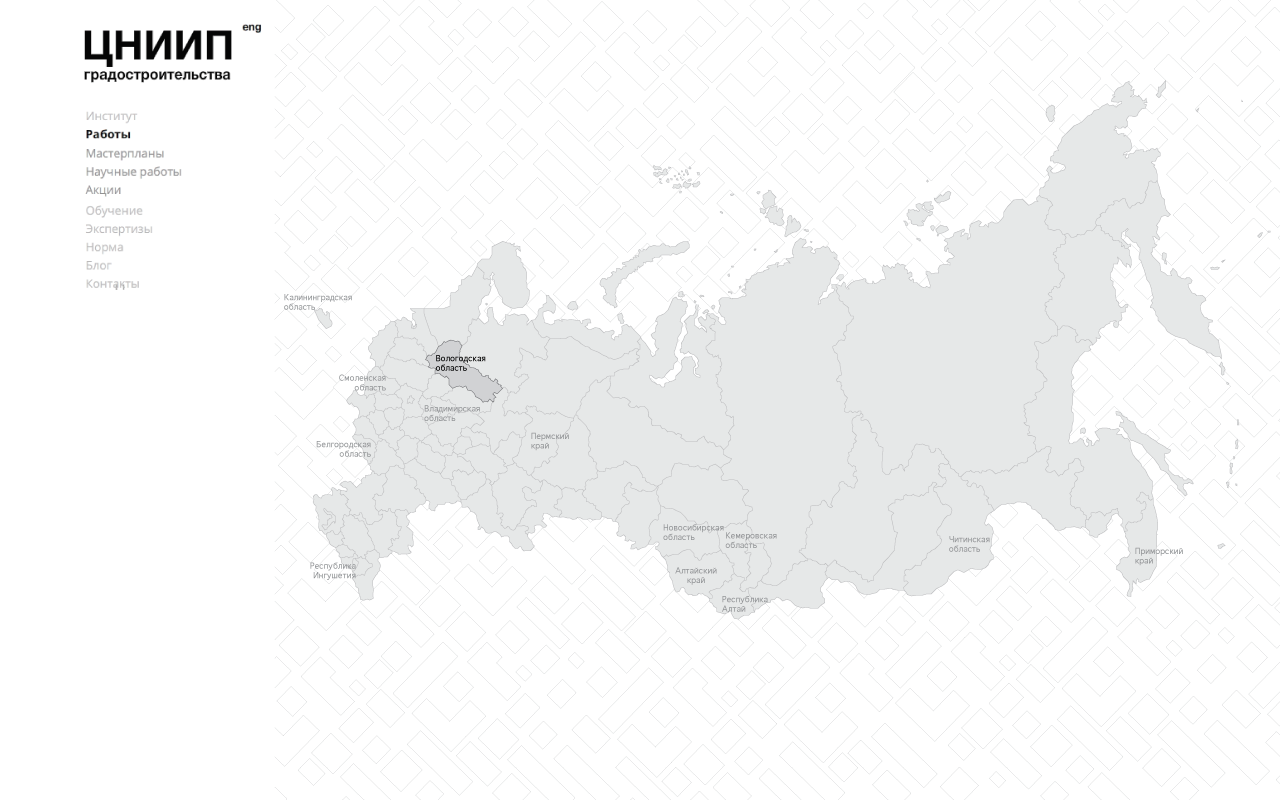 eng
ЦНИИП
градостроительства
Институт
Работы
Мастерпланы
Научные работы
Акции
Обучение
Экспертизы
Норма
Блог
Контакты
Калининградская
область
Вологодская
область
Смоленская
область
Владимирская
область
Белгородская
область
Пермский
край
Новосибирская
область
Кемеровская
область
Читинская
область
Приморский
край
Республика
Ингушетия
Алтайский
край
Республика
Алтай